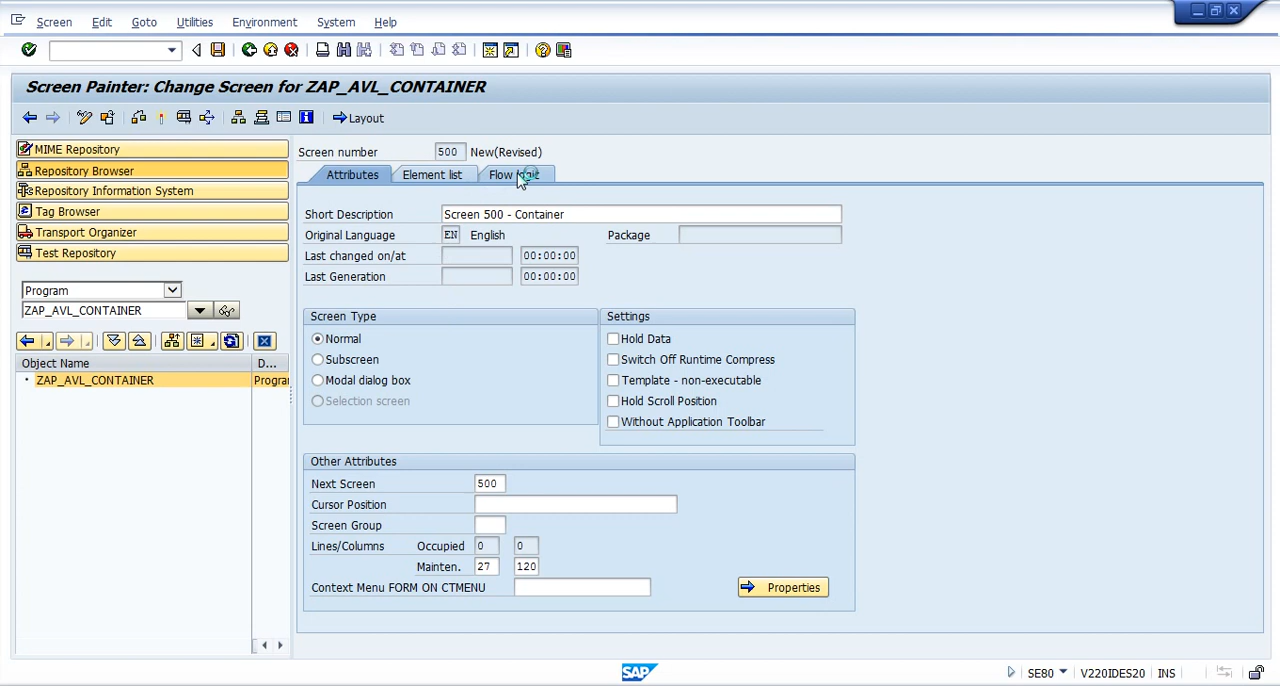 Screen Edit Goto Utilities Environment System Help
Screen Painter: Change Screen for ZAP_AVL_CONTAINER
Layout
MIME Repository
Repository Browser
Repository Information System
Tag Browser
Transport Organizer
Test Repository
Program
ZAP_AVL_CONTAINER
Object Name D...
ZAP_AVL_CONTAINER Program
Screen number 500 New(Revised)
Attributes Element list Flow
Short Description Screen 500 - Container
Original Language EN English Package
Last changed on/at 00:00:00
Last Generation 00:00:00
Screen Type
Normal
Subscreen
Modal dialog box
Selection screen
Settings
Hold Data
Switch Off Runtime Compress
Template - non-executable
Hold Scroll Position
Without Application Toolbar
Other Attributes
Next Screen 500
Cursor Position
Screen Group
Lines/Columns Occupied 0 0
Mainten. 27 120
Context Menu FORM ON CTMENU
Properties
SAP
SE80 V220IDES20 INS